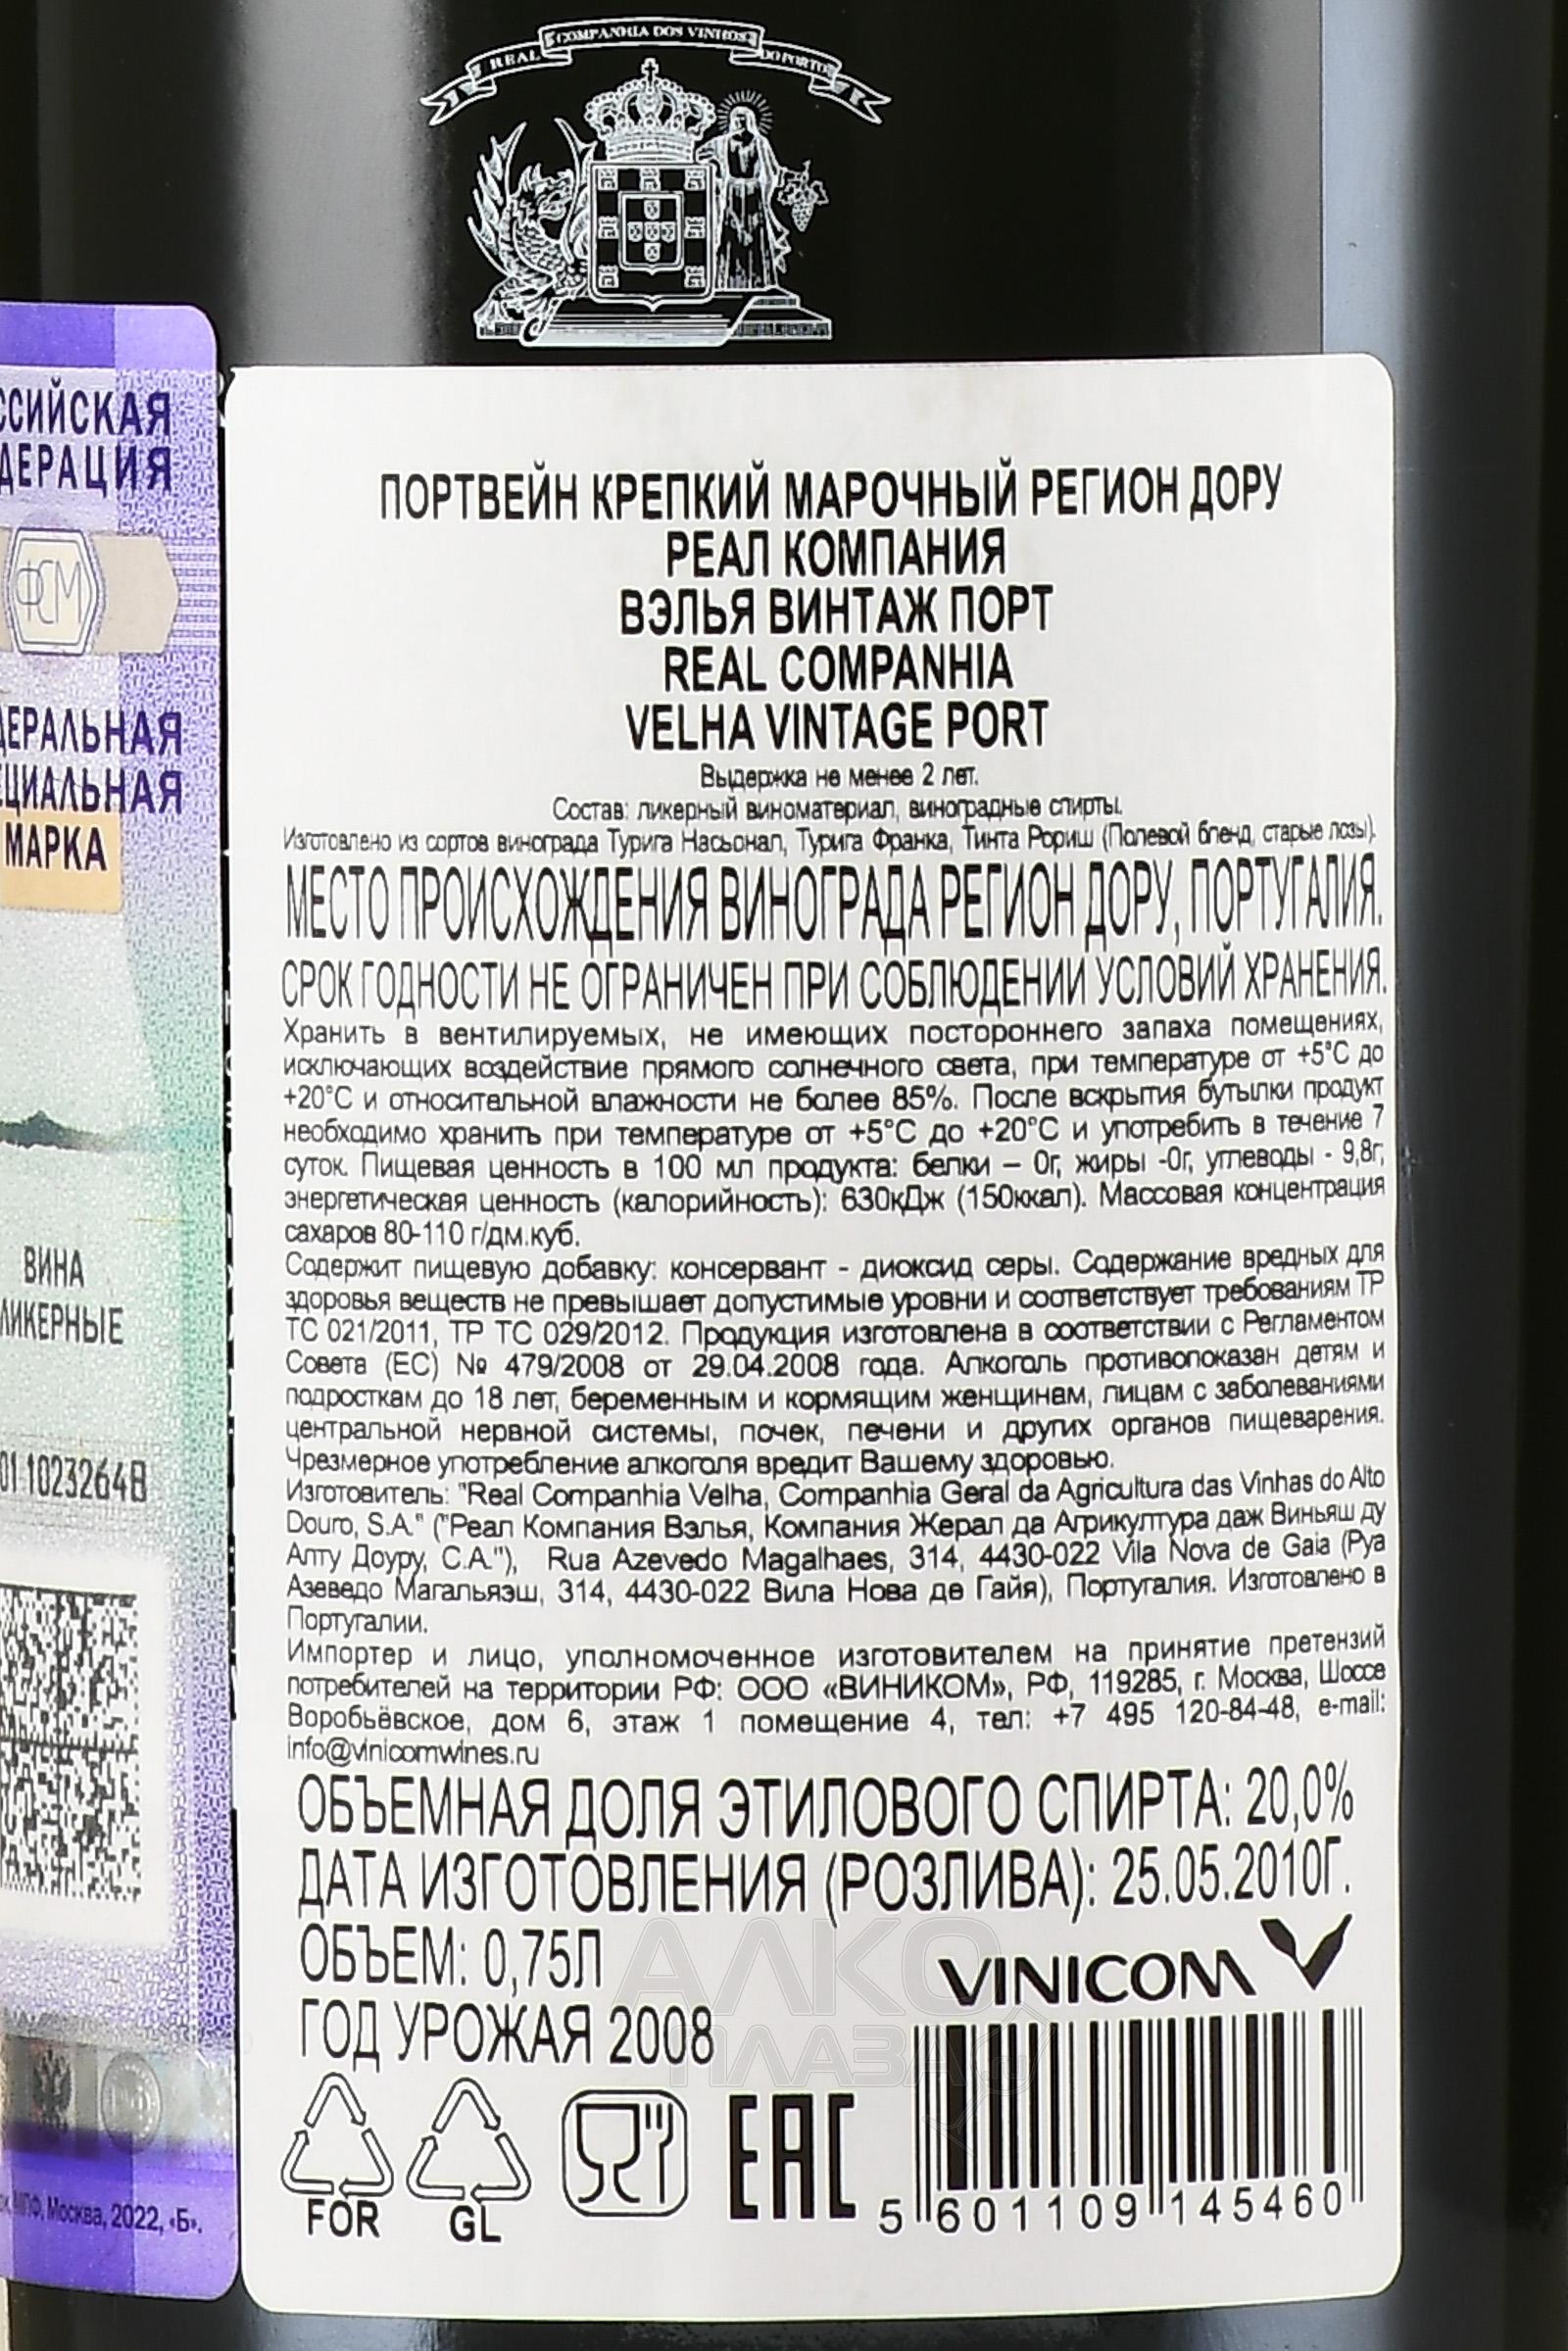 REAL COMPANHIA DOS VINHOS DO PORTO
ПОРТВЕЙН КРЕПКИЙ МАРОЧНЫЙ РЕГИОН ДОРУ
РЕАЛ КОМПАНИЯ
ВЭЛЬЯ ВИНТАЖ ПОРТ
REAL COMPANHIA
VELHA VINTAGE PORT
Выдержка не менее 2 лет.
Состав: ликерный виноматериал, виноградные спирты.
Изготовлено из сортов винограда Турига Насьонал, Турига Франка, Тинта Рориш (Полевой бленд, старые лозы).
МЕСТО ПРОИСХОЖДЕНИЯ ВИНОГРАДА РЕГИОН ДОРУ, ПОРТУГАЛИЯ.
СРОК ГОДНОСТИ НЕ ОГРАНИЧЕН ПРИ СОБЛЮДЕНИИ УСЛОВИЙ ХРАНЕНИЯ.
Хранить в вентилируемых, не имеющих постороннего запаха помещениях,
исключающих воздействие прямого солнечного света, при температуре от +5°C до
+20°C и относительной влажности не более 85%. После вскрытия бутылки продукт
необходимо хранить при температуре от +5°C до +20°C и употребить в течение 7
суток. Пищевая ценность в 100 мл продукта: белки – 0г, жиры -0г, углеводы - 9,8г;
энергетическая ценность (калорийность): 630кДж (150ккал). Массовая концентрация
сахаров 80-110 г/дм.куб.
Содержит пищевую добавку: консервант - диоксид серы. Содержание вредных для
здоровья веществ не превышает допустимые уровни и соответствует требованиям ТР
ТС 021/2011, ТР ТС 029/2012. Продукция изготовлена в соответствии с Регламентом
Совета (ЕС) № 479/2008 от 29.04.2008 года. Алкоголь противопоказан детям и
подросткам до 18 лет, беременным и кормящим женщинам, лицам с заболеваниями
центральной нервной системы, почек, печени и других органов пищеварения.
Чрезмерное употребление алкоголя вредит Вашему здоровью.
Изготовитель: "Real Companhia Velha, Companhia Geral da Agricultura das Vinhas do Alto
Douro, S.A." ("Реал Компания Вэлья, Компания Жерал да Агрикултура даж Виньяш ду
Алту Доуру, С.А."), Rua Azevedo Magalhaes, 314, 4430-022 Vila Nova de Gaia (Руа
Азеведо Магальяэш, 314, 4430-022 Вила Нова де Гайя), Португалия. Изготовлено в
Португалии.
Импортер и лицо, уполномоченное изготовителем на принятие претензий
потребителей на территории РФ: ООО «ВИНИКОМ», РФ, 119285, г. Москва, Шоссе
Воробьёвское, дом 6, этаж 1 помещение 4, тел: +7 495 120-84-48, e-mail:
info@vinicomwines.ru
ОБЪЕМНАЯ ДОЛЯ ЭТИЛОВОГО СПИРТА: 20,0%
ДАТА ИЗГОТОВЛЕНИЯ (РОЗЛИВА): 25.05.2010Г.
ОБЪЕМ: 0,75Л
ГОД УРОЖАЯ 2008
VINICOM
FOR
GL
EAC
5 601109 145460
АЛКО
ПЛАЗА
ССИЙСКАЯ
ДЕРАЦИЯ
ФСМ
ДЕРАЛЬНАЯ
ЕЦИАЛЬНАЯ
МАРКА
ВИНА
ЛИКЕРНЫЕ
01 10232648
Москва, 2022, «Б».